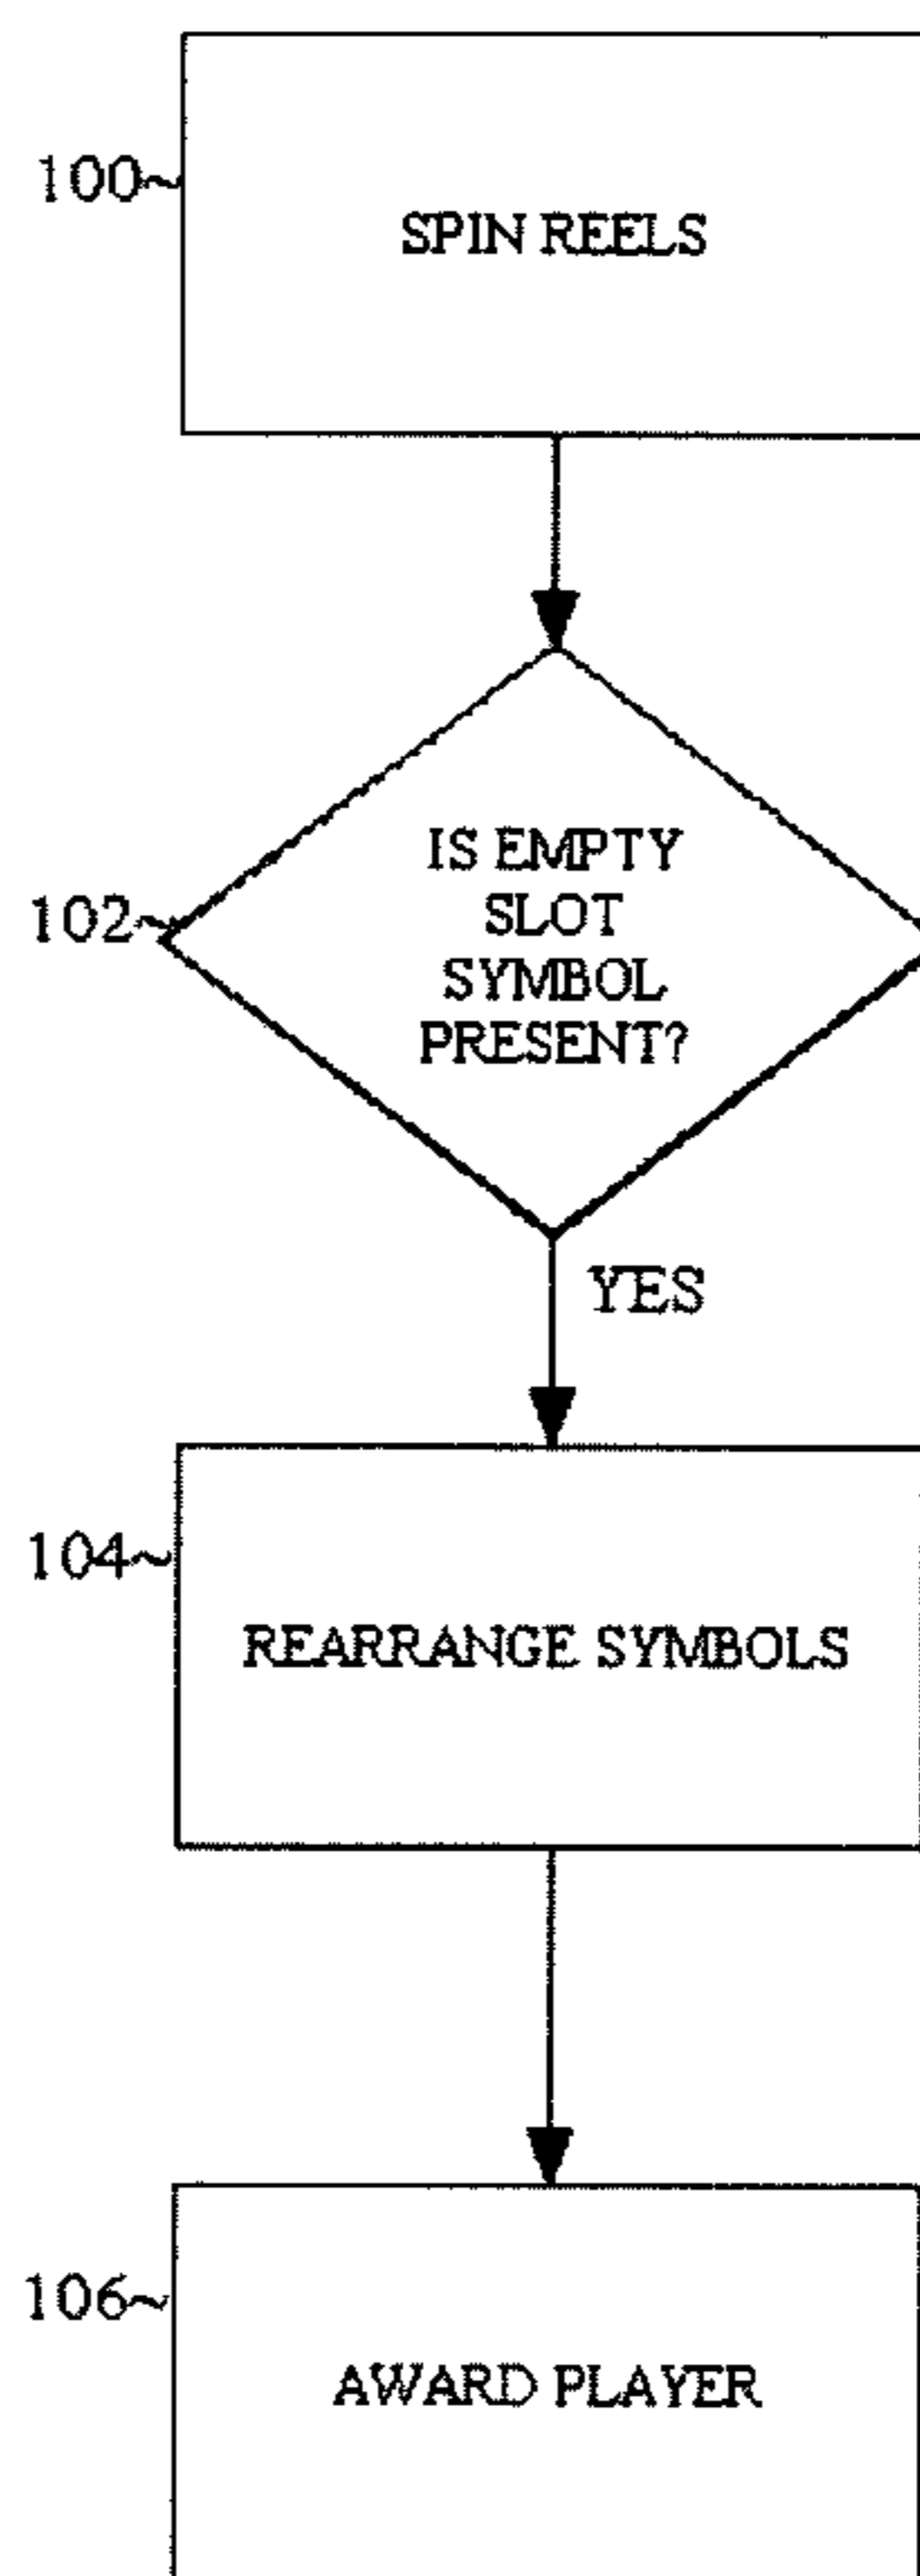 100~
SPIN REELS
IS EMPTY
SLOT
SYMBOL
PRESENT?
102~
YES
104~
REARRANGE SYMBOLS
106~
AWARD PLAYER